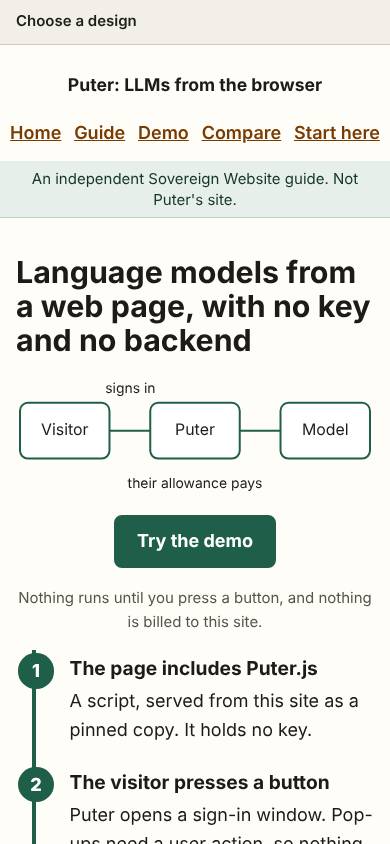 Choose a design
Puter: LLMs from the browser
Home Guide Demo Compare Start here
An independent Sovereign Website guide. Not
Puter's site.
Language models from
a web page, with no key
and no backend
signs in
Visitor Puter Model
their allowance pays
Try the demo
Nothing runs until you press a button, and nothing
is billed to this site.
1 The page includes Puter.js
A script, served from this site as a
pinned copy. It holds no key.
2 The visitor presses a button
Puter opens a sign-in window. Pop-
ups need a user action, so nothing